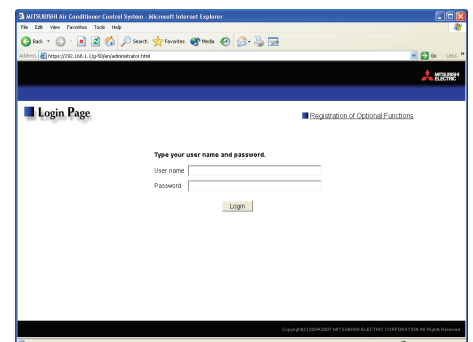 MITSUBISHI Air Conditioner Control System - Microsoft Internet Explorer
File Edit View Favorites Tools Help
Back Search Favorites Media
Address https://192.168.1.1/g-50/en/administrator.html Go Links »
MITSUBISHI ELECTRIC
Login Page
Registration of Optional Functions
Type your user name and password.
User name
Password
Login
Copyright(C) 2004-2007 MITSUBISHI ELECTRIC CORPORATION All Rights Reserved